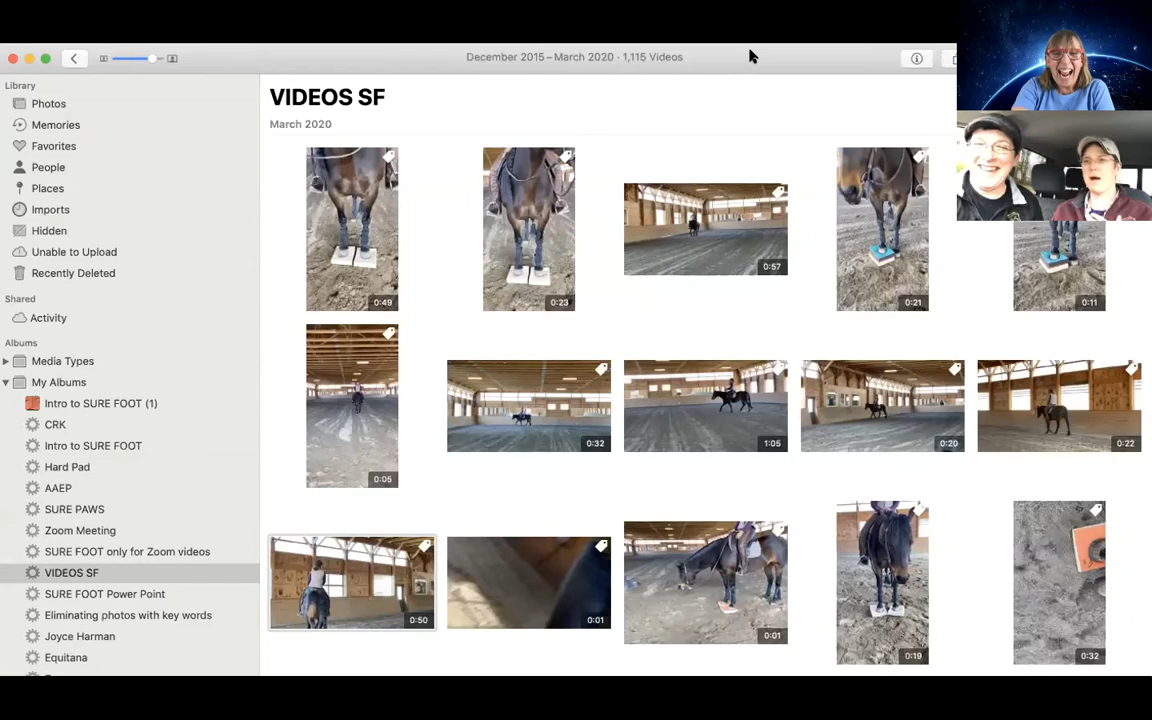 December 2015 – March 2020 · 1,115 Videos
Library
Photos
Memories
Favorites
People
Places
Imports
Hidden
Unable to Upload
Recently Deleted
Shared
Activity
Albums
Media Types
My Albums
Intro to SURE FOOT (1)
CRK
Intro to SURE FOOT
Hard Pad
AAEP
SURE PAWS
Zoom Meeting
SURE FOOT only for Zoom videos
VIDEOS SF
SURE FOOT Power Point
Eliminating photos with key words
Joyce Harman
Equitana
VIDEOS SF
March 2020
0:49
0:23
0:57
0:21
0:11
0:05
0:32
1:05
0:20
0:22
0:50
0:01
0:01
0:19
0:32